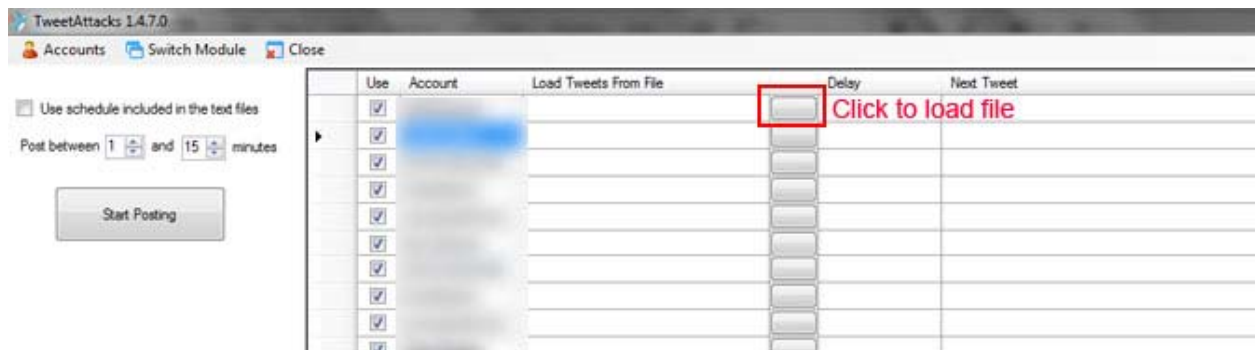 TweetAttacks 1.4.7.0
Accounts Switch Module Close
Use Account Load Tweets From File Delay Next Tweet
Use schedule included in the text files
Click to load file
Post between 1 and 15 minutes
Start Posting